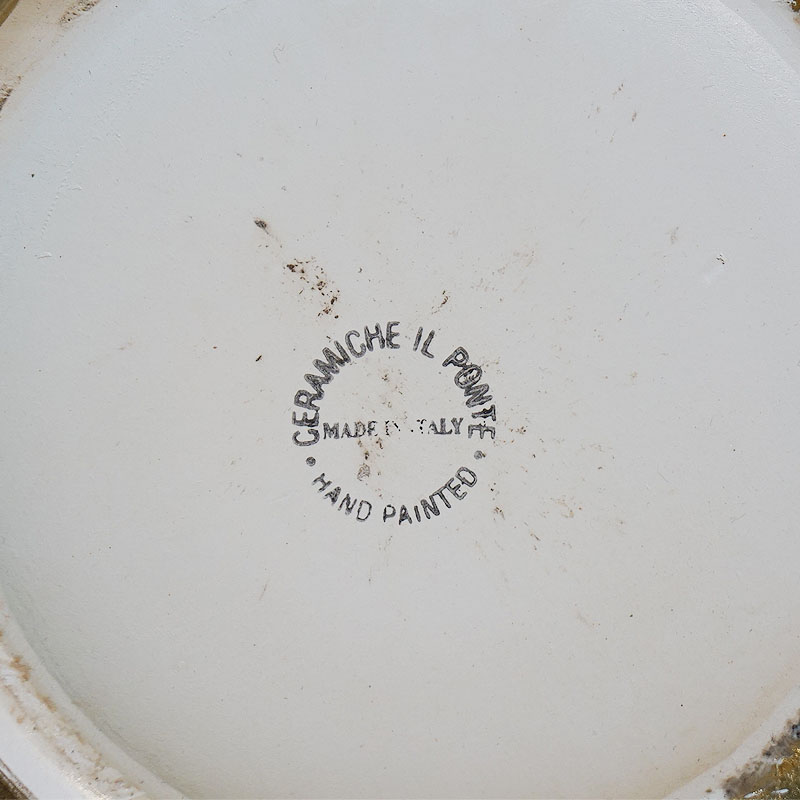 CERAMICHE IL PONTE
MADE IN ITALY
HAND PAINTED